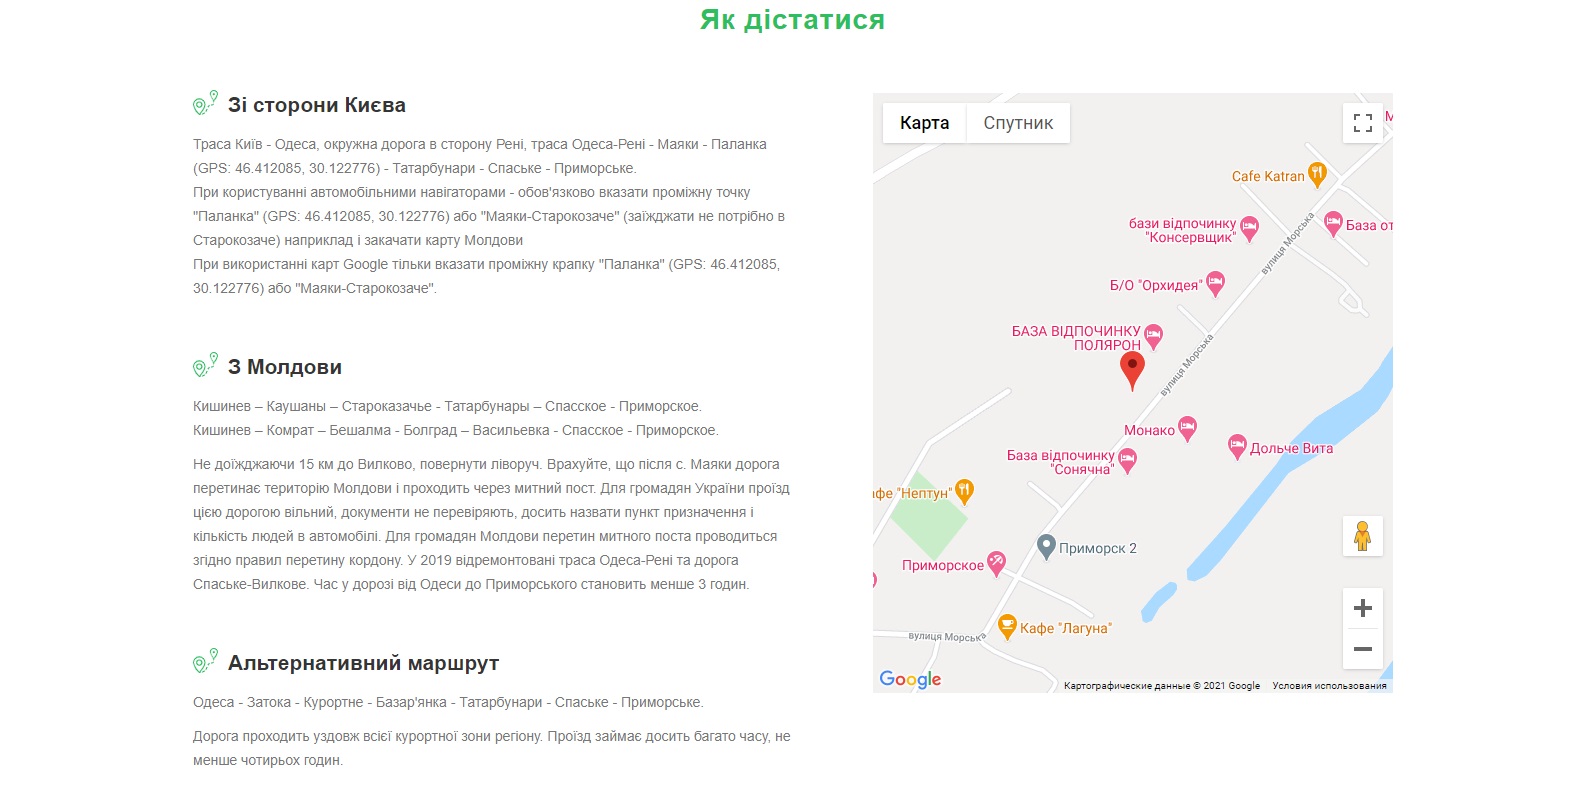 Як дістатися
Зі сторони Києва
Траса Київ - Одеса, окружна дорога в сторону Рені, траса Одеса-Рені - Маяки - Паланка
(GPS: 46.412085, 30.122776) - Татарбунари - Спаське - Приморське.
При користуванні автомобільними навігаторами - обов'язково вказати проміжну точку
"Паланка" (GPS: 46.412085, 30.122776) або "Маяки-Старокозаче" (заїжджати не потрібно в
Старокозаче) наприклад і закачати карту Молдови
При використанні карт Google тільки вказати проміжну крапку "Паланка" (GPS: 46.412085,
30.122776) або "Маяки-Старокозаче".
З Молдови
Кишинев – Каушаны – Староказачье - Татарбунары – Спасское - Приморское.
Кишинев – Комрат – Бешалма - Болград – Васильевка - Спасское - Приморское.
Не доїжджаючи 15 км до Вилково, повернути ліворуч. Врахуйте, що після с. Маяки дорога
перетинає територію Молдови і проходить через митний пост. Для громадян України проїзд
цією дорогою вільний, документи не перевіряють, досить назвати пункт призначення і
кількість людей в автомобілі. Для громадян Молдови перетин митного поста проводиться
згідно правил перетину кордону. У 2019 відремонтовані траса Одеса-Рені та дорога
Спаське-Вилкове. Час у дорозі від Одеси до Приморського становить менше 3 годин.
Альтернативний маршрут
Одеса - Затока - Курортне - Базар'янка - Татарбунари - Спаське - Приморське.
Дорога проходить уздовж всієї курортної зони регіону. Проїзд займає досить багато часу, не
менше чотирьох годин.
Карта
Спутник
М
Cafe Katran
бази відпочинку
"Консервщик"
База от
вулиця Морська
Б/О "Орхидея"
БАЗА ВІДПОЧИНКУ
ПОЛЯРОН
вулиця Морська
Монако
Дольче Вита
База відпочинку
"Сонячна"
афе "Нептун"
Приморск 2
Приморское
Кафе "Лагуна"
вулиця Морська
Google
Картографические данные © 2021 Google
Условия использования